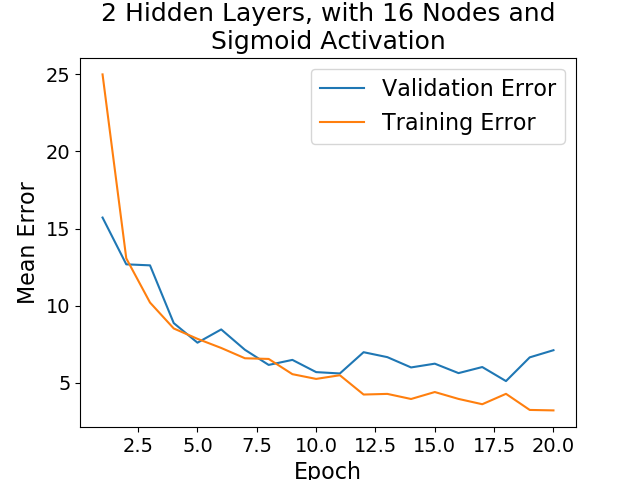 2 Hidden Layers, with 16 Nodes and
Sigmoid Activation
Validation Error
Training Error
Mean Error
25
20
15
10
5
2.5 5.0 7.5 10.0 12.5 15.0 17.5 20.0
Epoch